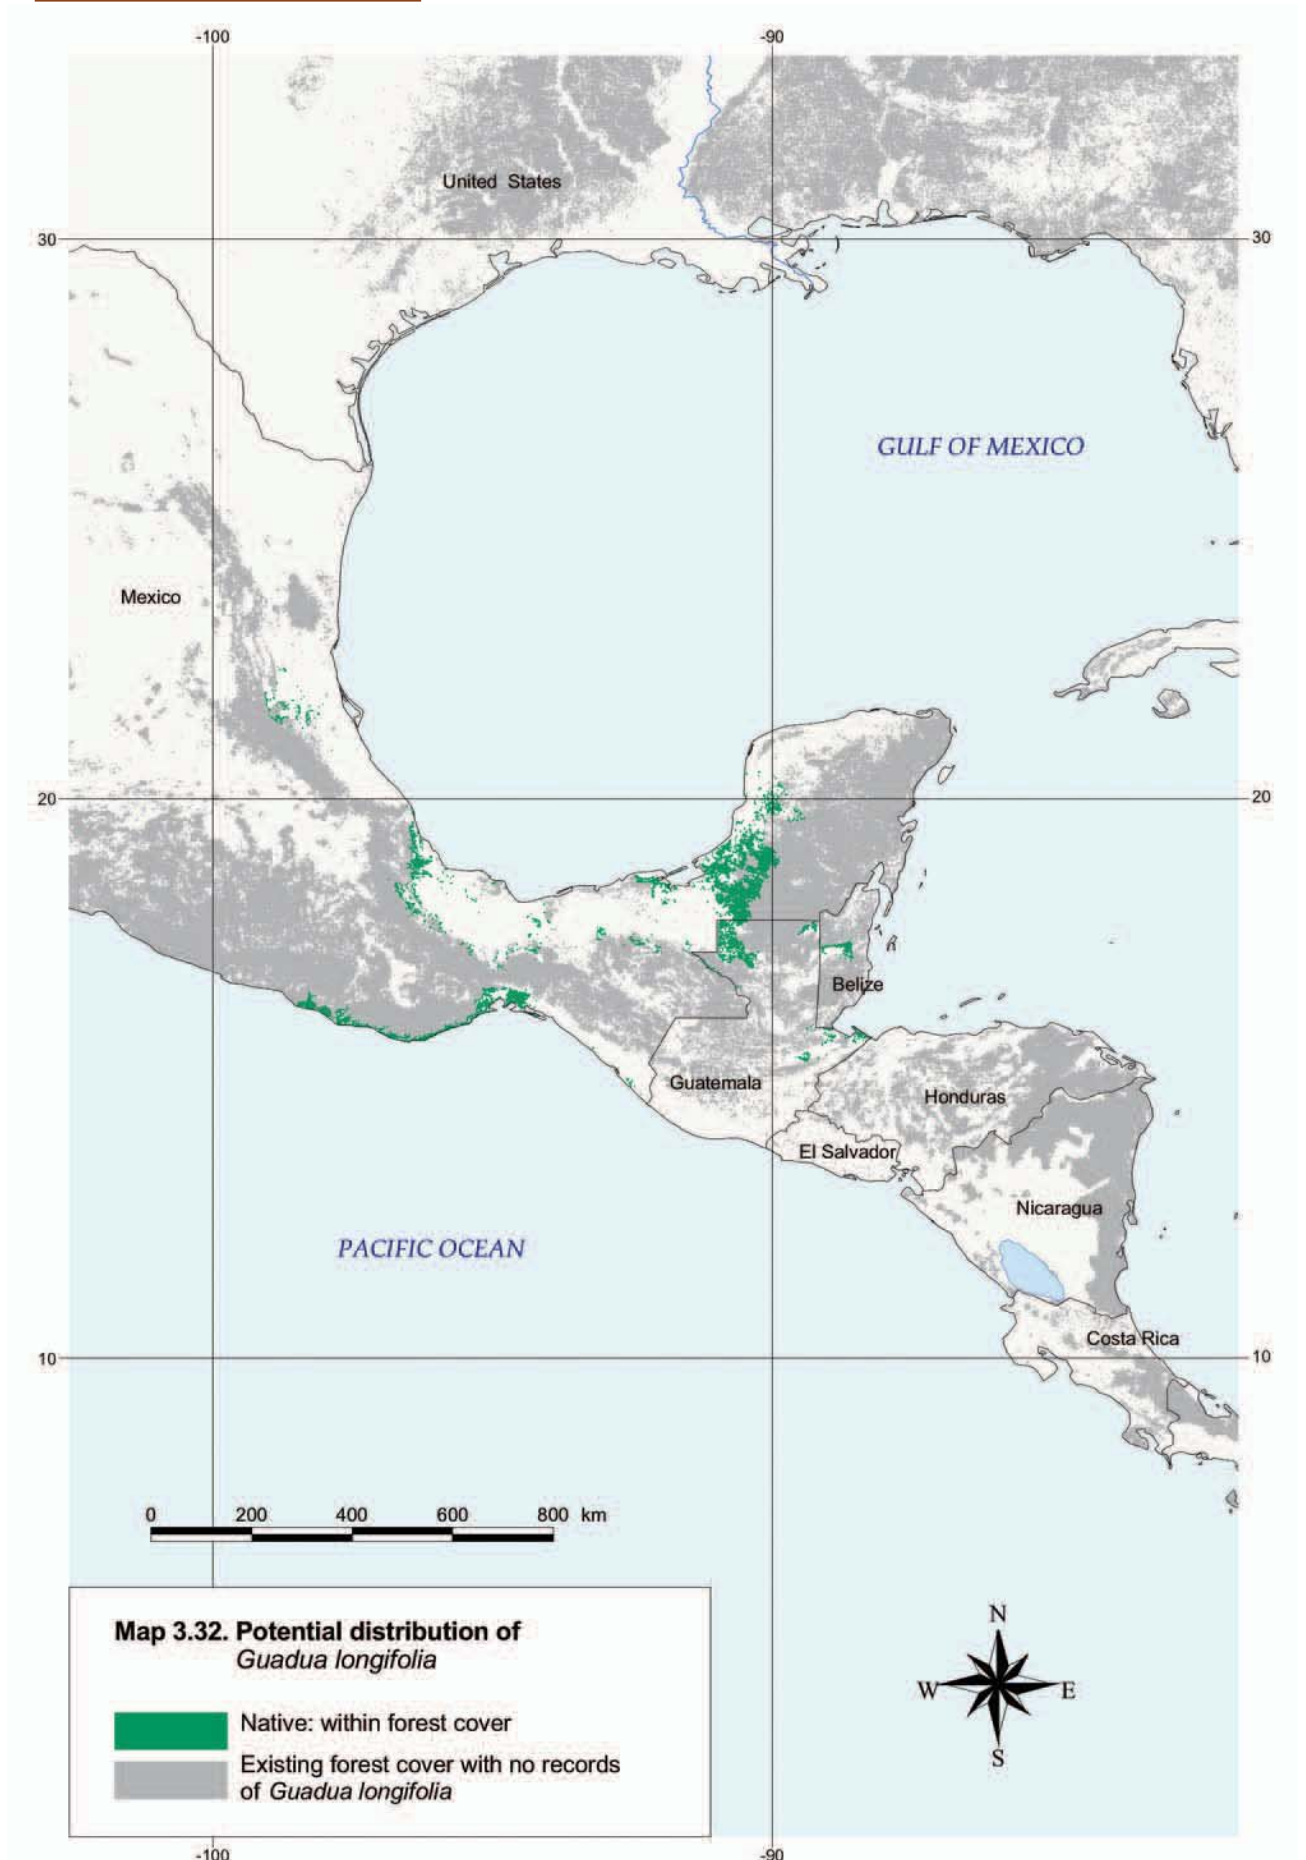 -100
-90
United States
30
30
GULF OF MEXICO
Mexico
20
20
Belize
Guatemala
Honduras
El Salvador
Nicaragua
PACIFIC OCEAN
Costa Rica
10
10
0 200 400 600 800 km
Map 3.32. Potential distribution of
Guadua longifolia
Native: within forest cover
Existing forest cover with no records
of Guadua longifolia
N
W E
S
-100
-90